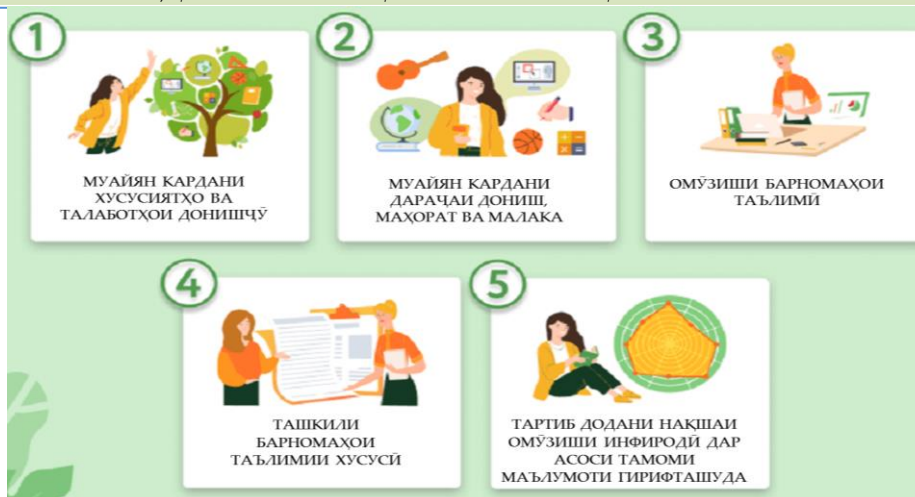 1
МУАЙЯН КАРДАНИ
ХУСУСИЯТҲО ВА
ТАЛАБОТҲОИ ДОНИШҶӮ
2
МУАЙЯН КАРДАНИ
ДАРАҶАИ ДОНИШ,
МАҲОРАТ ВА МАЛАКА
3
ОМӮЗИШИ БАРНОМАҲОИ
ТАЪЛИМӢ
4
ТАШКИЛИ
БАРНОМАҲОИ
ТАЪЛИМИИ ХУСУСӢ
5
ТАРТИБ ДОДАНИ НАҚШАИ
ОМӮЗИШИ ИНФИРОДӢ ДАР
АСОСИ ТАМОМИ
МАЪЛУМОТИ ГИРИФТАШУДА